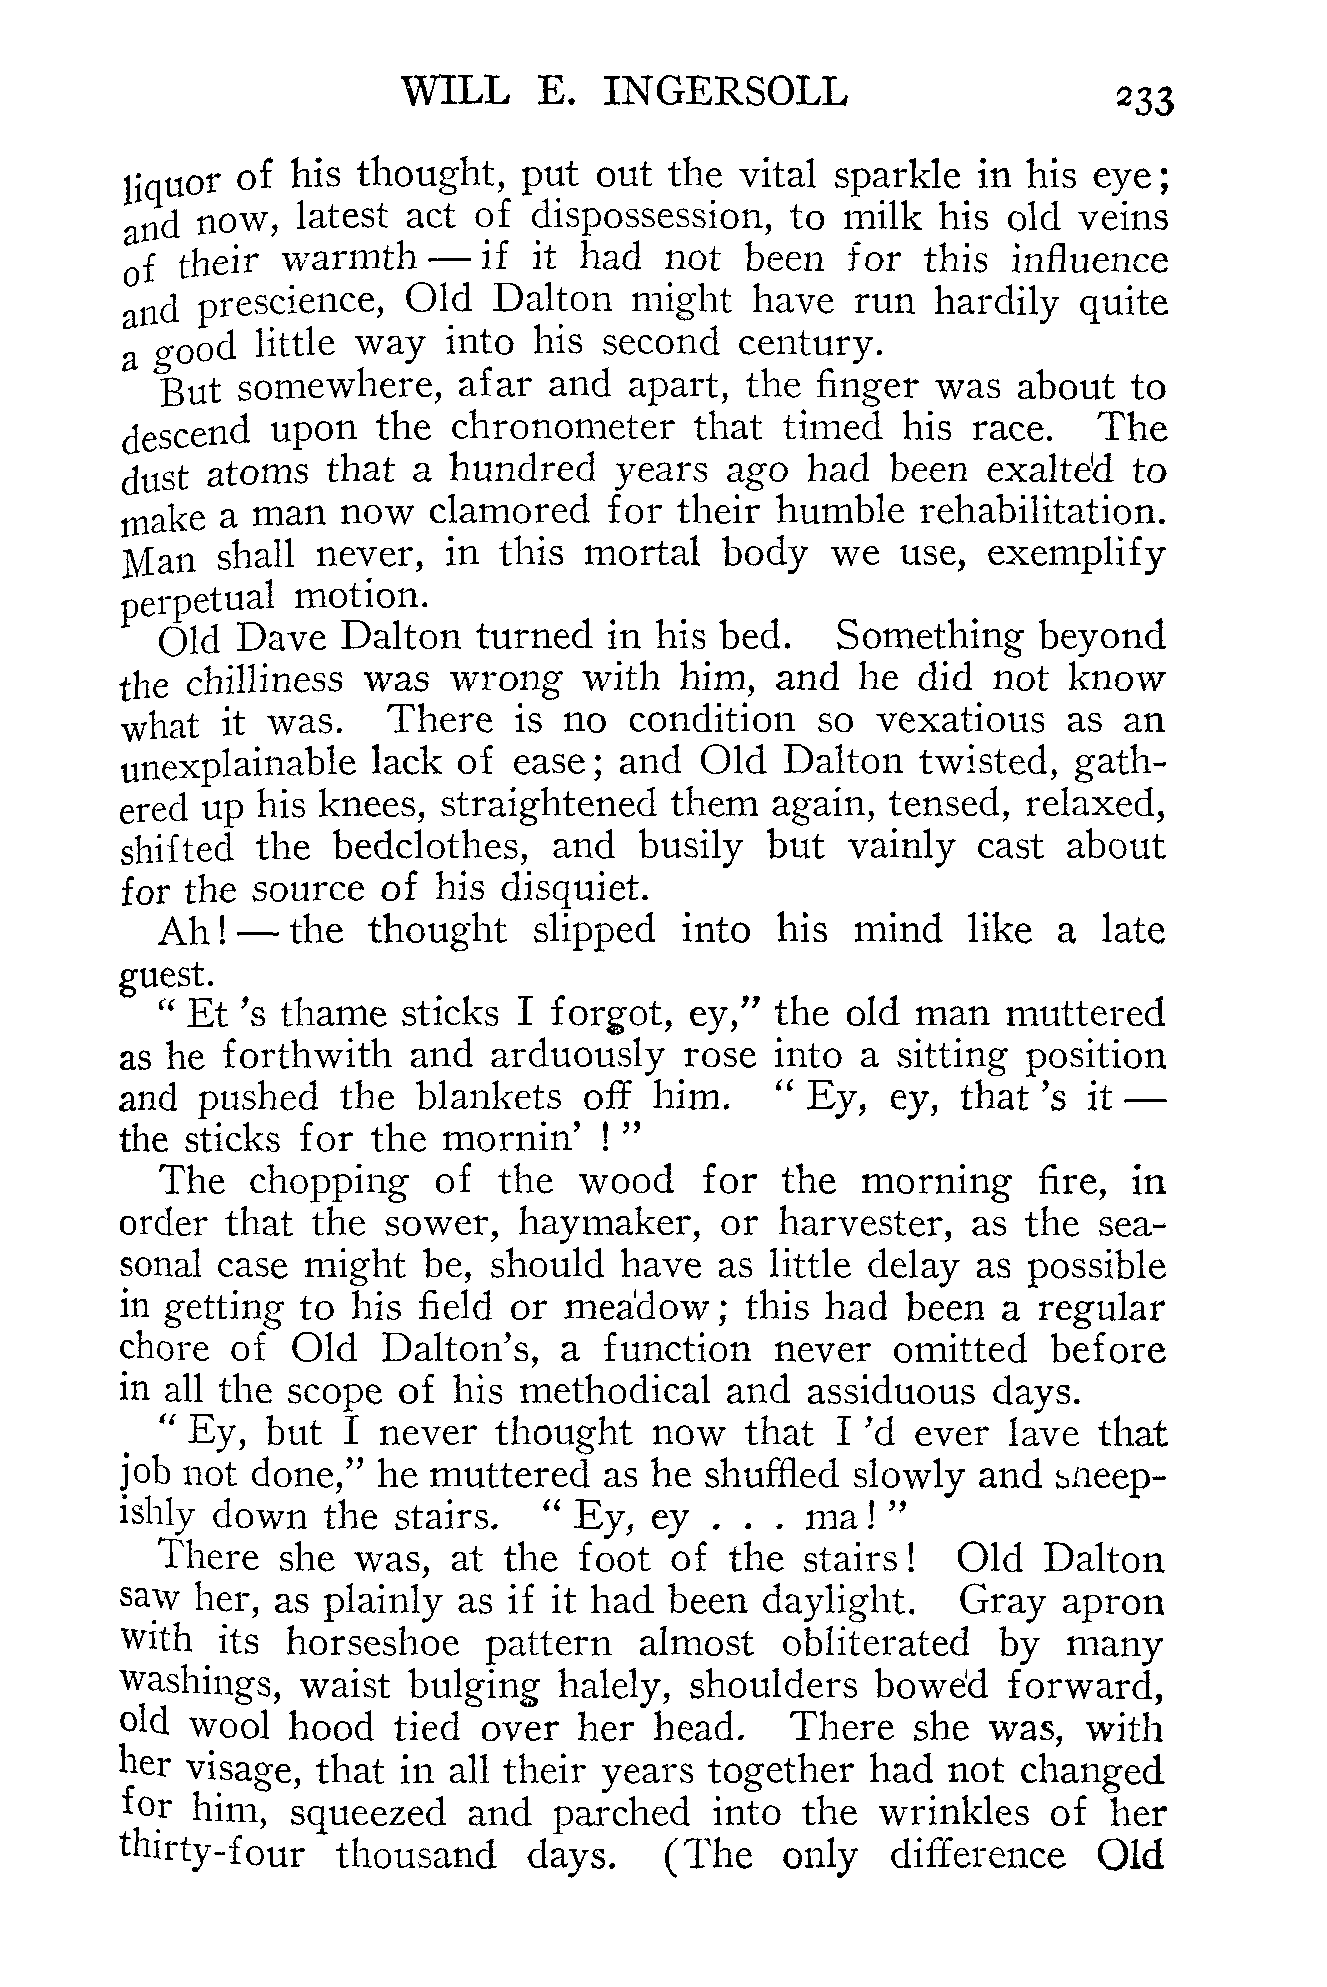 WILL E. INGERSOLL 233
liquor of his thought, put out the vital sparkle in his eye;
and now, latest act of dispossession, to milk his old veins
of their warmth — if it had not been for this influence
and prescience, Old Dalton might have run hardily quite
a good little way into his second century.
But somewhere, afar and apart, the finger was about to
descend upon the chronometer that timed his race. The
dust atoms that a hundred years ago had been exalted to
make a man now clamored for their humble rehabilitation.
Man shall never, in this mortal body we use, exemplify
perpetual motion.
Old Dave Dalton turned in his bed. Something beyond
the chilliness was wrong with him, and he did not know
what it was. There is no condition so vexatious as an
unexplainable lack of ease; and Old Dalton twisted, gath-
ered up his knees, straightened them again, tensed, relaxed,
shifted the bedclothes, and busily but vainly cast about
for the source of his disquiet.
Ah! — the thought slipped into his mind like a late
guest.
" Et 's thame sticks I forgot, ey," the old man muttered
as he forthwith and arduously rose into a sitting position
and pushed the blankets off him. " Ey, ey, that 's it —
the sticks for the mornin' ! "
The chopping of the wood for the morning fire, in
order that the sower, haymaker, or harvester, as the sea-
sonal case might be, should have as little delay as possible
in getting to his field or meadow; this had been a regular
chore of Old Dalton's, a function never omitted before
in all the scope of his methodical and assiduous days.
" Ey, but I never thought now that I 'd ever lave that
job not done," he muttered as he shuffled slowly and sheep-
ishly down the stairs. " Ey, ey . . . ma! "
There she was, at the foot of the stairs! Old Dalton
saw her, as plainly as if it had been daylight. Gray apron
with its horseshoe pattern almost obliterated by many
washings, waist bulging halely, shoulders bowed forward,
old wool hood tied over her head. There she was, with
her visage, that in all their years together had not changed
for him, squeezed and parched into the wrinkles of her
thirty-four thousand days. (The only difference Old